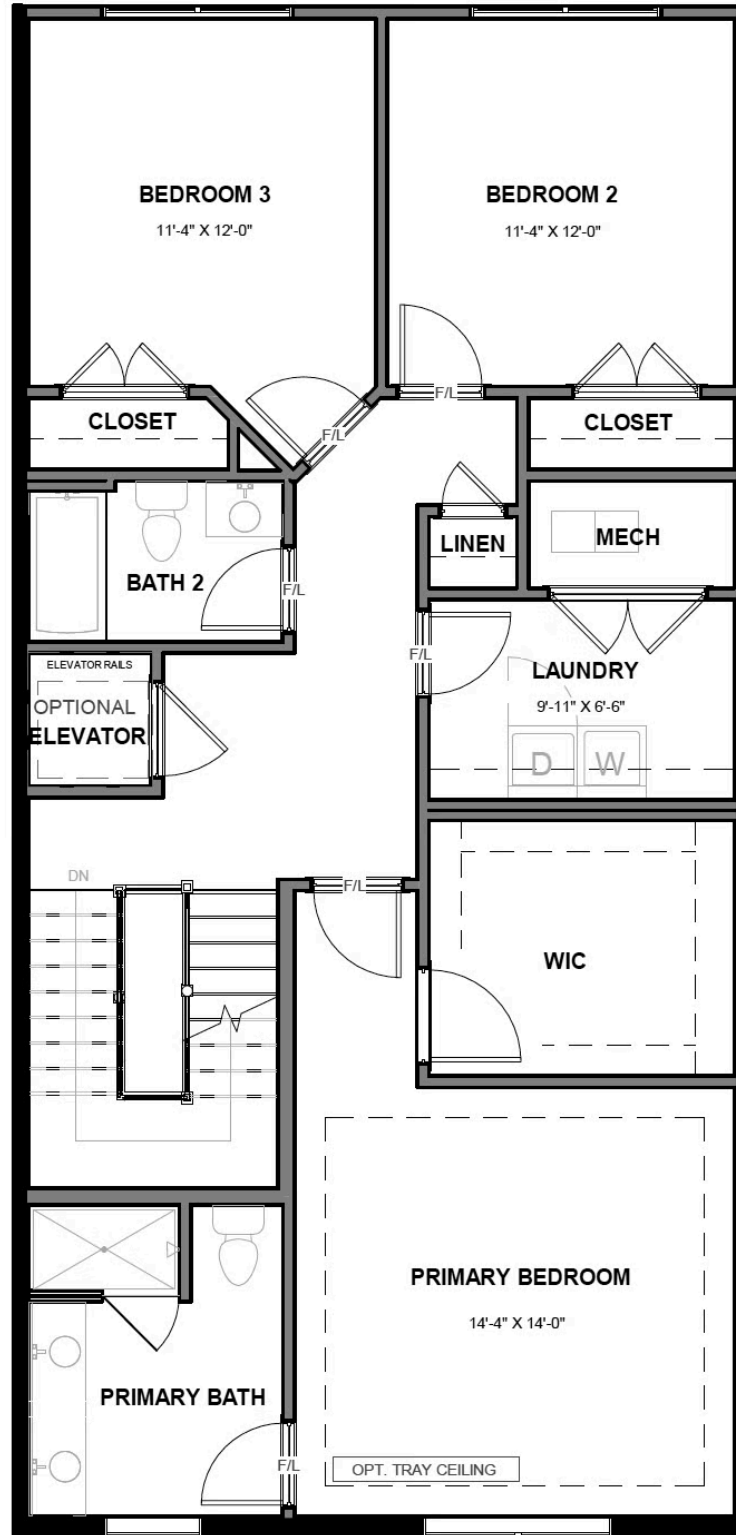 BEDROOM 3
11'-4" X 12'-0"
BEDROOM 2
11'-4" X 12'-0"
F/L
CLOSET
F/L
CLOSET
LINEN
MECH
BATH 2
F/L
F/L
ELEVATOR RAILS
OPTIONAL
ELEVATOR
LAUNDRY
9'-11" X 6'-6"
D
W
DN
F/L
WIC
PRIMARY BEDROOM
14'-4" X 14'-0"
PRIMARY BATH
F/L
OPT. TRAY CEILING